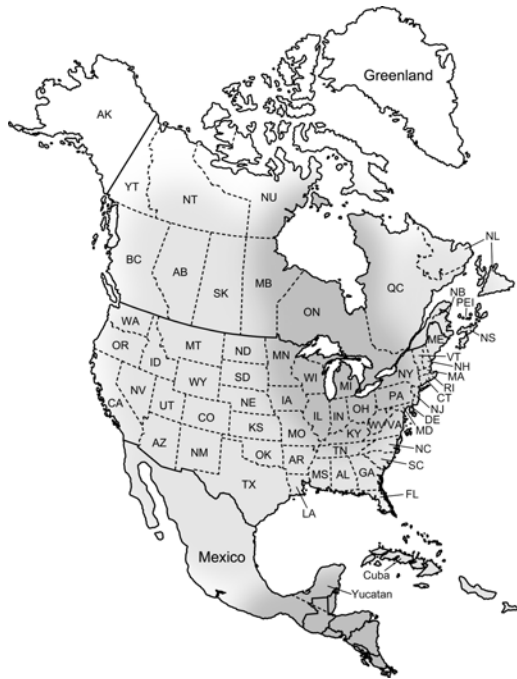 Greenland
AK
YT
NT
NU
NL
BC
AB
SK
MB
ON
QC
NB
PEI
NS
ME
WA
OR
ID
MT
ND
MN
WI
MI
NY
VT
NH
MA
RI
CT
NJ
DE
MD
PA
WY
SD
IA
NE
IL
IN
OH
WV
VA
CA
NV
UT
CO
KS
MO
KY
NC
TN
SC
AZ
NM
OK
AR
MS
AL
GA
TX
LA
FL
Mexico
Cuba
Yucatan